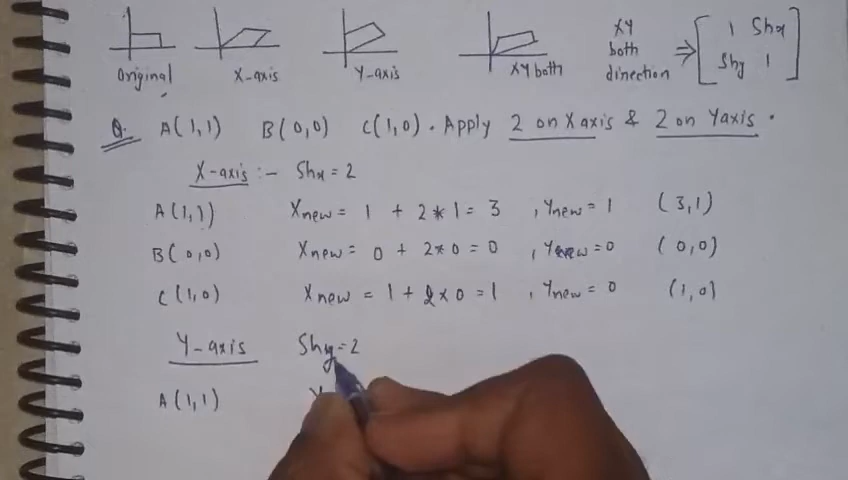 Original X-axis Y-axis XY both
XY both direction ⇒ [ 1 Shx
Shy 1 ]
Q. A(1,1) B(0,0) C(1,0). Apply 2 on X axis & 2 on Yaxis.
X-axis :- Shx = 2
A(1,1) Xnew = 1 + 2*1 = 3 , Ynew = 1 (3,1)
B(0,0) Xnew = 0 + 2*0 = 0 , Ynew = 0 (0,0)
C(1,0) Xnew = 1 + 2×0 = 1 , Ynew = 0 (1,0)
Y-axis Shy = 2
A(1,1)